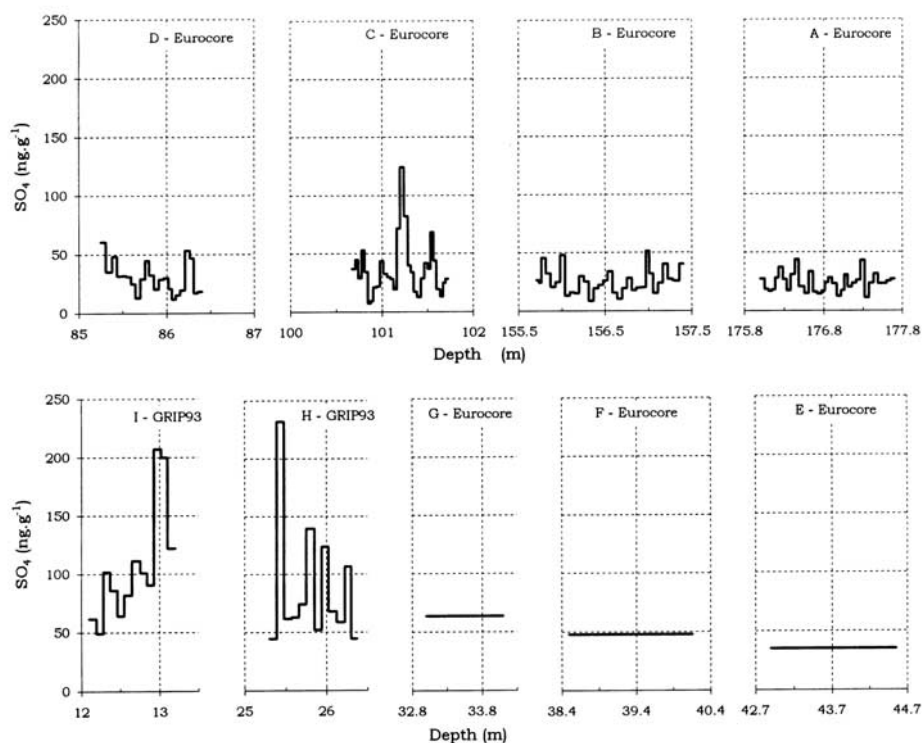 D - Eurocore
C - Eurocore
B - Eurocore
A - Eurocore
250
200
150
100
50
0
SO₄ (ng.g⁻¹)
85 86 87
100 101 102
155.5 156.5 157.5
175.8 176.8 177.8
Depth (m)
I - GRIP93
H - GRIP93
G - Eurocore
F - Eurocore
E - Eurocore
250
200
150
100
50
0
SO₄ (ng.g⁻¹)
12 13
25 26
32.8 33.8
38.4 39.4 40.4
42.7 43.7 44.7
Depth (m)